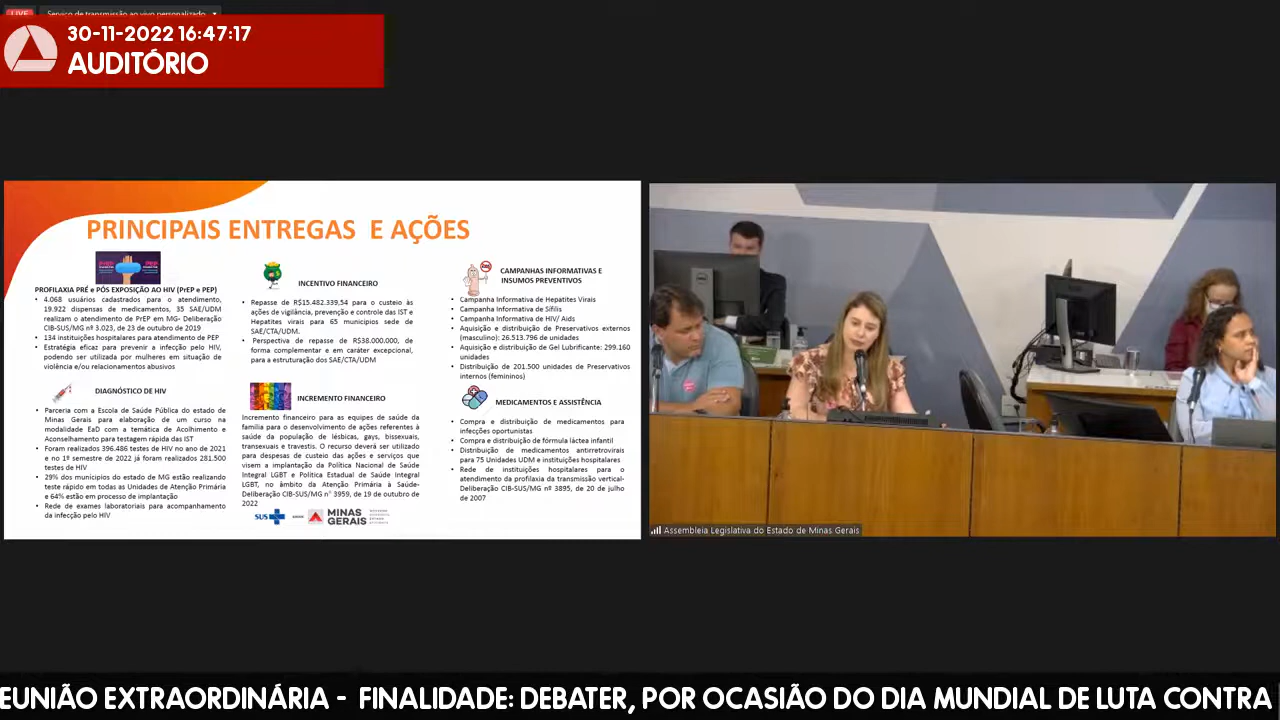 LIVE
Serviço de transmissão ao vivo personalizado
30-11-2022 16:47:17
AUDITÓRIO
PRINCIPAIS ENTREGAS E AÇÕES
PROFILAXIA PRÉ e PÓS EXPOSIÇÃO AO HIV (PrEP e PEP)
• 4.068 usuários cadastrados para o atendimento,
19.922 dispensas de medicamentos, 35 SAE/UDM
realizam o atendimento de PrEP em MG- Deliberação
CIB-SUS/MG nº 3.023, de 23 de outubro de 2019
• 134 instituições hospitalares para atendimento de PEP
• Estratégia eficaz para prevenir a infecção pelo HIV,
podendo ser utilizada por mulheres em situação de
violência e/ou relacionamentos abusivos
DIAGNÓSTICO DE HIV
• Parceria com a Escola de Saúde Pública do estado de
Minas Gerais para elaboração de um curso na
modalidade EaD com a temática de Acolhimento e
Aconselhamento para testagem rápida das IST
• Foram realizados 396.486 testes de HIV no ano de 2021
e no 1º semestre de 2022 já foram realizados 281.500
testes de HIV
• 29% dos municípios do estado de MG estão realizando
teste rápido em todas as Unidades de Atenção Primária
e 64% estão em processo de implantação
• Rede de exames laboratoriais para acompanhamento
da infecção pelo HIV
INCENTIVO FINANCEIRO
• Repasse de R$15.482.339,54 para o custeio às
ações de vigilância, prevenção e controle das IST e
Hepatites virais para 65 municípios sede de
SAE/CTA/UDM.
• Perspectiva de repasse de R$38.000.000, de
forma complementar e em caráter excepcional,
para a estruturação dos SAE/CTA/UDM
INCREMENTO FINANCEIRO
Incremento financeiro para as equipes de saúde da
família para o desenvolvimento de ações referentes à
saúde da população de lésbicas, gays, bissexuais,
transexuais e travestis. O recurso deverá ser utilizado
para despesas de custeio das ações e serviços que
visem a implantação da Política Nacional de Saúde
Integral LGBT e Política Estadual de Saúde Integral
LGBT, no âmbito da Atenção Primária à Saúde-
Deliberação CIB-SUS/MG n° 3959, de 19 de outubro de
2022
SUS
MINAS
GERAIS
CAMPANHAS INFORMATIVAS E
INSUMOS PREVENTIVOS
• Campanha Informativa de Hepatites Virais
• Campanha Informativa de Sífilis
• Campanha Informativa de HIV/ Aids
• Aquisição e distribuição de Preservativos externos
(masculino): 26.513.796 de unidades
• Aquisição e distribuição de Gel Lubrificante: 299.160
unidades
• Distribuição de 201.500 unidades de Preservativos
internos (femininos)
MEDICAMENTOS E ASSISTÊNCIA
• Compra e distribuição de medicamentos para
infecções oportunistas
• Compra e distribuição de fórmula láctea infantil
• Distribuição de medicamentos antirretrovirais
para 75 Unidades UDM e instituições hospitalares
• Rede de instituições hospitalares para o
atendimento da profilaxia da transmissão vertical-
Deliberação CIB-SUS/MG nº 3895, de 20 de julho
de 2007
Assembleia Legislativa do Estado de Minas Gerais
EUNIÃO EXTRAORDINÁRIA - FINALIDADE: DEBATER, POR OCASIÃO DO DIA MUNDIAL DE LUTA CONTRA